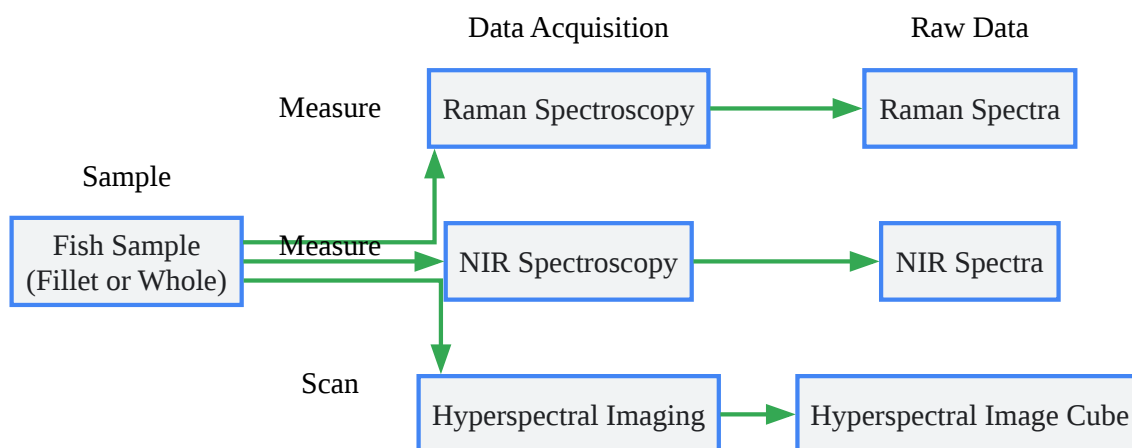 Data Acquisition
Raw Data
Measure
Raman Spectroscopy
Raman Spectra
Sample
Fish Sample
(Fillet or Whole)
Measure
NIR Spectroscopy
NIR Spectra
Scan
Hyperspectral Imaging
Hyperspectral Image Cube